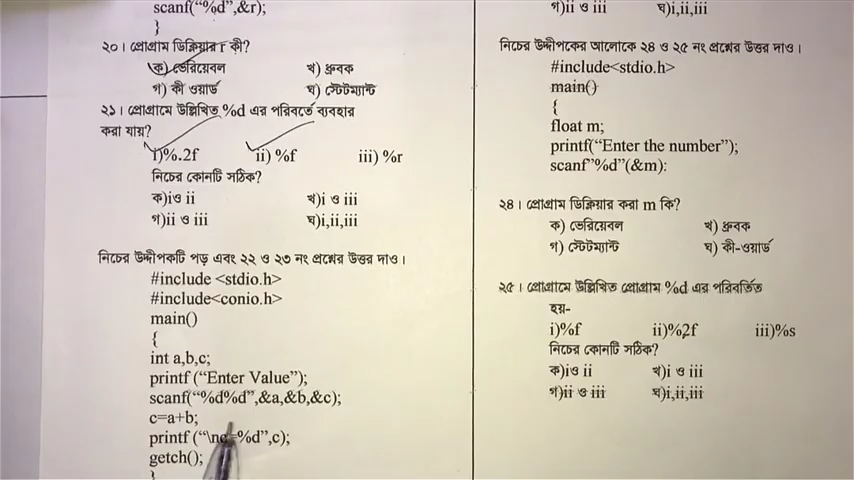 scanf(“%d”,&r);
}
২০। প্রোগ্রাম ডিক্লিয়ার r কী?
ক) ভেরিয়েবল খ) ধ্রুবক
গ) কী ওয়ার্ড ঘ) স্টেটম্যান্ট
২১। প্রোগ্রামে উল্লিখিত %d এর পরিবর্তে ব্যবহার
করা যায়?
i)%.2f ii) %f iii) %r
নিচের কোনটি সঠিক?
ক)i ও ii খ)i ও iii
গ)ii ও iii ঘ)i,ii,iii
নিচের উদ্দীপকটি পড় এবং ২২ ও ২৩ নং প্রশ্নের উত্তর দাও।
#include <stdio.h>
#include<conio.h>
main()
{
int a,b,c;
printf (“Enter Value”);
scanf(“%d%d”,&a,&b,&c);
c=a+b;
printf (“\nc=%d”,c);
getch();
}
গ)ii ও iii ঘ)i,ii,iii
নিচের উদ্দীপকের আলোকে ২৪ ও ২৫ নং প্রশ্নের উত্তর দাও।
#include<stdio.h>
main()
{
float m;
printf(“Enter the number”);
scanf”%d”(&m):
২৪। প্রোগ্রাম ডিক্লিয়ার করা m কি?
ক) ভেরিয়েবল খ) ধ্রুবক
গ) স্টেটম্যান্ট ঘ) কী-ওয়ার্ড
২৫। প্রোগ্রামে উল্লিখিত প্রোগ্রাম %d এর পরিবর্তিত
হয়-
i)%f ii)%2f iii)%s
নিচের কোনটি সঠিক?
ক)iও ii খ)i ও iii
গ)ii ও iii ঘ)i,ii,iii